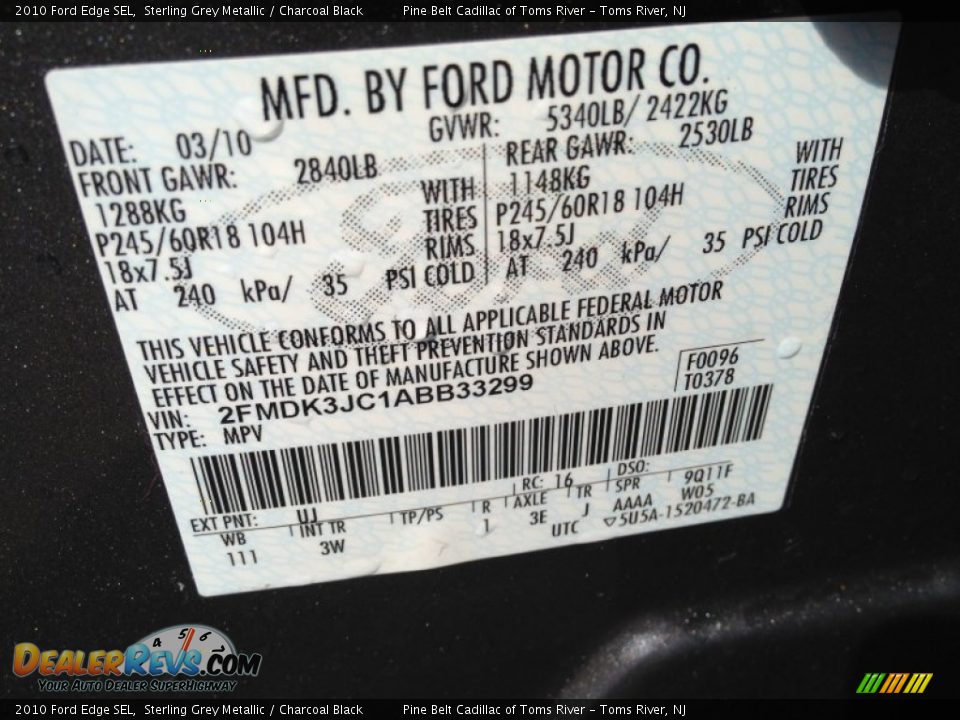 2010 Ford Edge SEL, Sterling Grey Metallic / Charcoal Black Pine Belt Cadillac of Toms River - Toms River, NJ
MFD. BY FORD MOTOR CO.
DATE: 03/10 GVWR: 5340LB/ 2422KG
FRONT GAWR: 2840LB REAR GAWR: 2530LB
1288KG WITH 1148KG WITH
P245/60R18 104H TIRES P245/60R18 104H TIRES
18x7.5J RIMS 18x7.5J RIMS
AT 240 kPa/ 35 PSI COLD AT 240 kPa/ 35 PSI COLD
THIS VEHICLE CONFORMS TO ALL APPLICABLE FEDERAL MOTOR
VEHICLE SAFETY AND THEFT PREVENTION STANDARDS IN
EFFECT ON THE DATE OF MANUFACTURE SHOWN ABOVE.
F0096
T0378
VIN: 2FMDK3JC1ABB33299
TYPE: MPV
EXT PNT: UJ RC: 16 DSO:
WB INT TR TP/PS R AXLE TR SPR 9Q11F
111 3W 1 3E J AAAA W05
UTC ▽5U5A-1520472-BA
Ford
4 5 6
DEALERREVS.COM
Your Auto Dealer SuperHighway
2010 Ford Edge SEL, Sterling Grey Metallic / Charcoal Black Pine Belt Cadillac of Toms River - Toms River, NJ